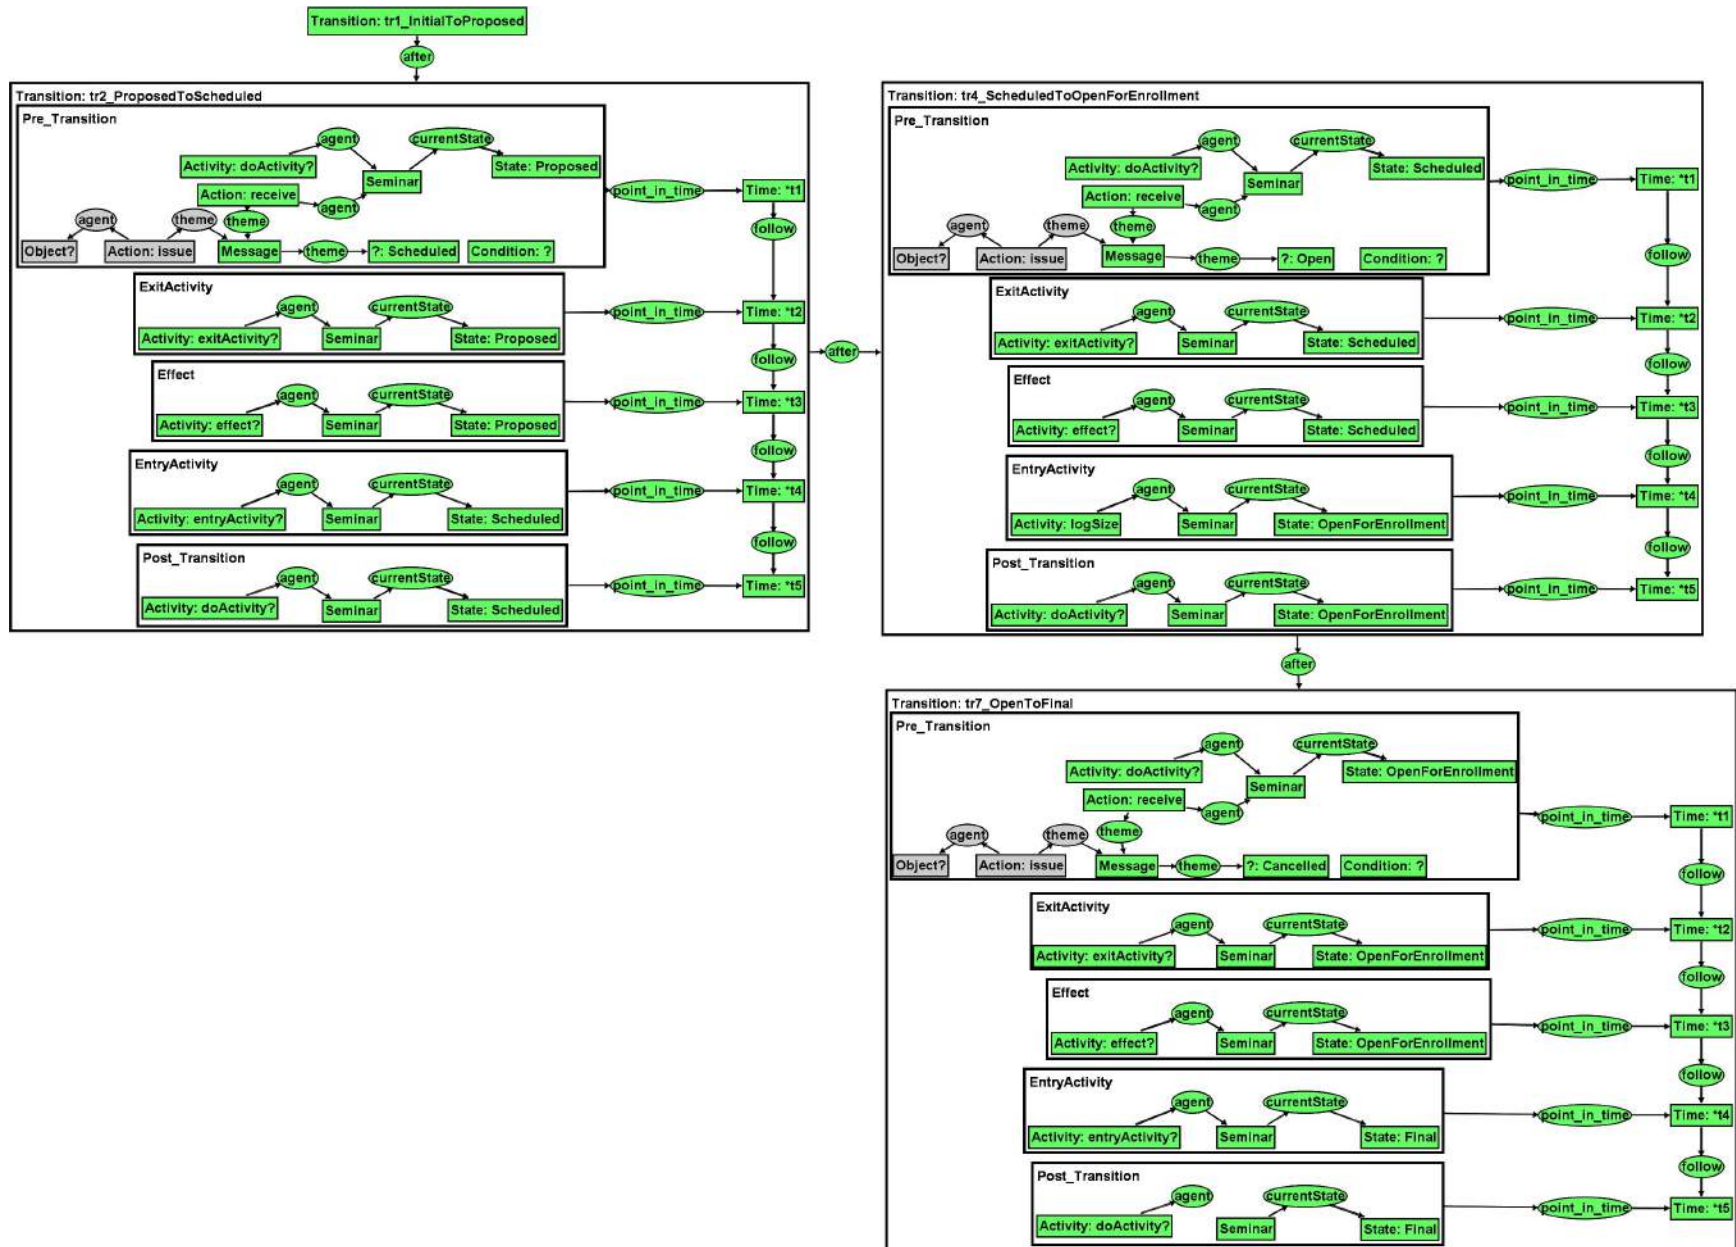 Transition: tr1_InitialToProposed
after
Transition: tr2_ProposedToScheduled
Pre_Transition
agent currentState
Activity: doActivity? State: Proposed
Seminar
Action: receive point_in_time Time: *t1
agent theme theme agent follow
Object? Action: issue Message theme ?: Scheduled Condition: ?
ExitActivity
agent currentState point_in_time Time: *t2
Activity: exitActivity? Seminar State: Proposed
follow
Effect
agent currentState point_in_time Time: *t3
Activity: effect? Seminar State: Proposed
follow
EntryActivity
agent currentState point_in_time Time: *t4
Activity: entryActivity? Seminar State: Scheduled
follow
Post_Transition
agent currentState point_in_time Time: *t5
Activity: doActivity? Seminar State: Scheduled
after
Transition: tr4_ScheduledToOpenForEnrollment
Pre_Transition
agent currentState
Activity: doActivity? State: Scheduled
Seminar point_in_time Time: *t1
Action: receive
agent theme theme agent
Object? Action: issue Message theme ?: Open Condition: ?
follow
ExitActivity
agent currentState point_in_time Time: *t2
Activity: exitActivity? Seminar State: Scheduled
follow
Effect
agent currentState point_in_time Time: *t3
Activity: effect? Seminar State: Scheduled
follow
EntryActivity
agent currentState point_in_time Time: *t4
Activity: logSize Seminar State: OpenForEnrollment
follow
Post_Transition
agent currentState point_in_time Time: *t5
Activity: doActivity? Seminar State: OpenForEnrollment
after
Transition: tr7_OpenToFinal
Pre_Transition
agent currentState
Activity: doActivity? State: OpenForEnrollment
Seminar
Action: receive
agent point_in_time Time: *t1
agent theme theme
Object? Action: issue Message theme ?: Cancelled Condition: ?
follow
ExitActivity
agent currentState point_in_time Time: *t2
Activity: exitActivity? Seminar State: OpenForEnrollment
follow
Effect
agent currentState point_in_time Time: *t3
Activity: effect? Seminar State: OpenForEnrollment
follow
EntryActivity
agent currentState point_in_time Time: *t4
Activity: entryActivity? Seminar State: Final
follow
Post_Transition
agent currentState point_in_time Time: *t5
Activity: doActivity? Seminar State: Final